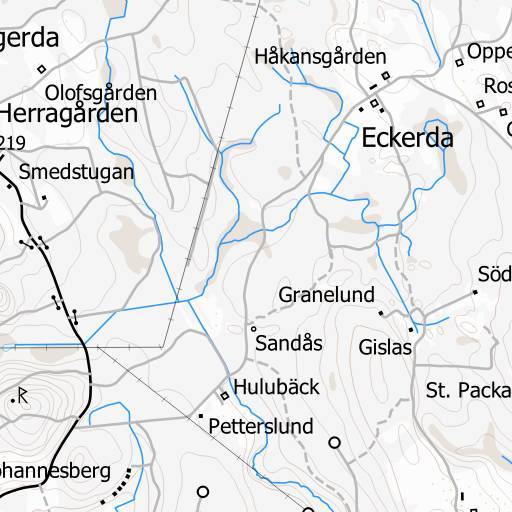 gerda
Håkansgården
Oppe
Olofsgården
Ros
Herragården
219
Eckerda
Smedstugan
Söd
Granelund
Sandås
Gislas
Hulubäck
St. Packa
Petterslund
ohannesberg